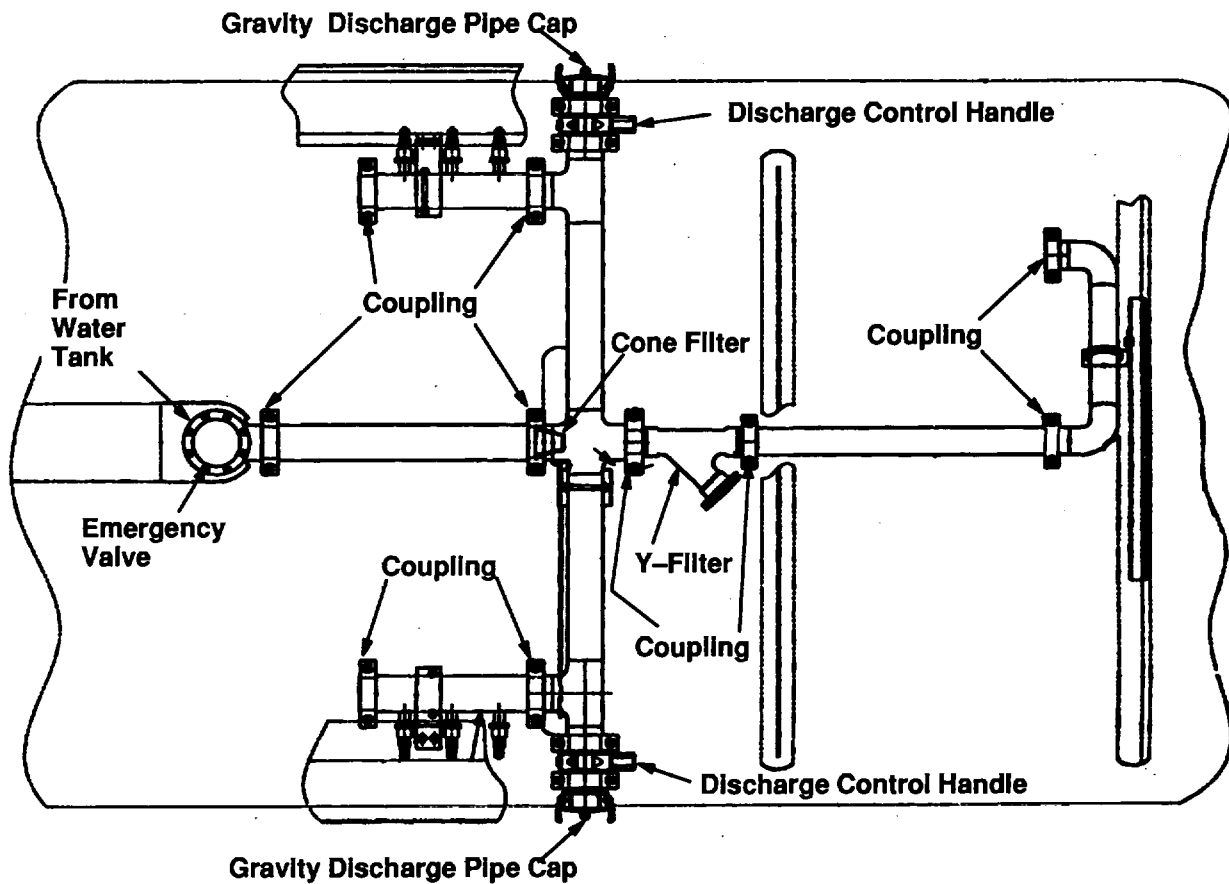 Gravity Discharge Pipe Cap
Discharge Control Handle
From
Water
Tank
Coupling
Cone Filter
Coupling
Emergency
Valve
Coupling
Y–Filter
Coupling
Discharge Control Handle
Gravity Discharge Pipe Cap